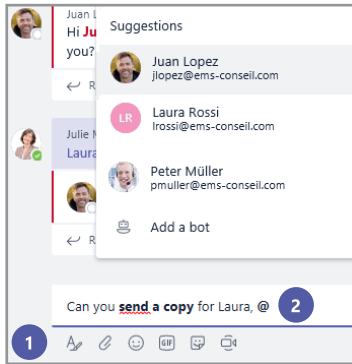 Juan L
Hi Ju
you?
R
Suggestions
Juan Lopez
jlopez@ems-conseil.com
LR
Laura Rossi
lrossi@ems-conseil.com
Peter Müller
pmuller@ems-conseil.com
Add a bot
Julie M
Laura
R
Can you send a copy for Laura, @
2
1
GIF